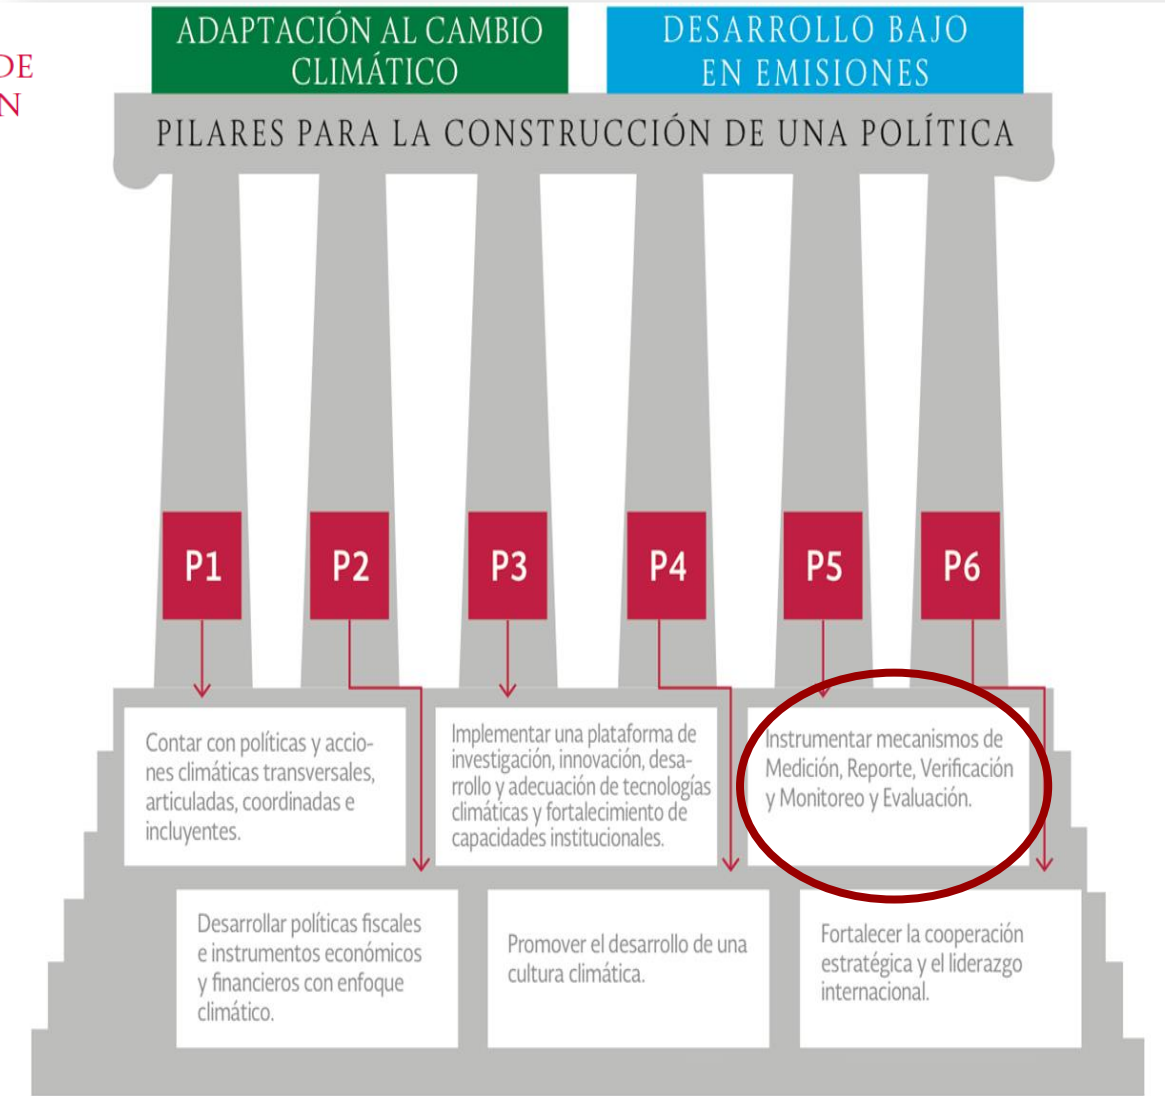 DE
N
ADAPTACIÓN AL CAMBIO
CLIMÁTICO
DESARROLLO BAJO
EN EMISIONES
PILARES PARA LA CONSTRUCCIÓN DE UNA POLÍTICA
P1
P2
P3
P4
P5
P6
Contar con políticas y accio-
nes climáticas transversales,
articuladas, coordinadas e
incluyentes.
Implementar una plataforma de
investigación, innovación, desa-
rrollo y adecuación de tecnologías
climáticas y fortalecimiento de
capacidades institucionales.
Instrumentar mecanismos de
Medición, Reporte, Verificación
y Monitoreo y Evaluación.
Desarrollar políticas fiscales
e instrumentos económicos
y financieros con enfoque
climático.
Promover el desarrollo de una
cultura climática.
Fortalecer la cooperación
estratégica y el liderazgo
internacional.